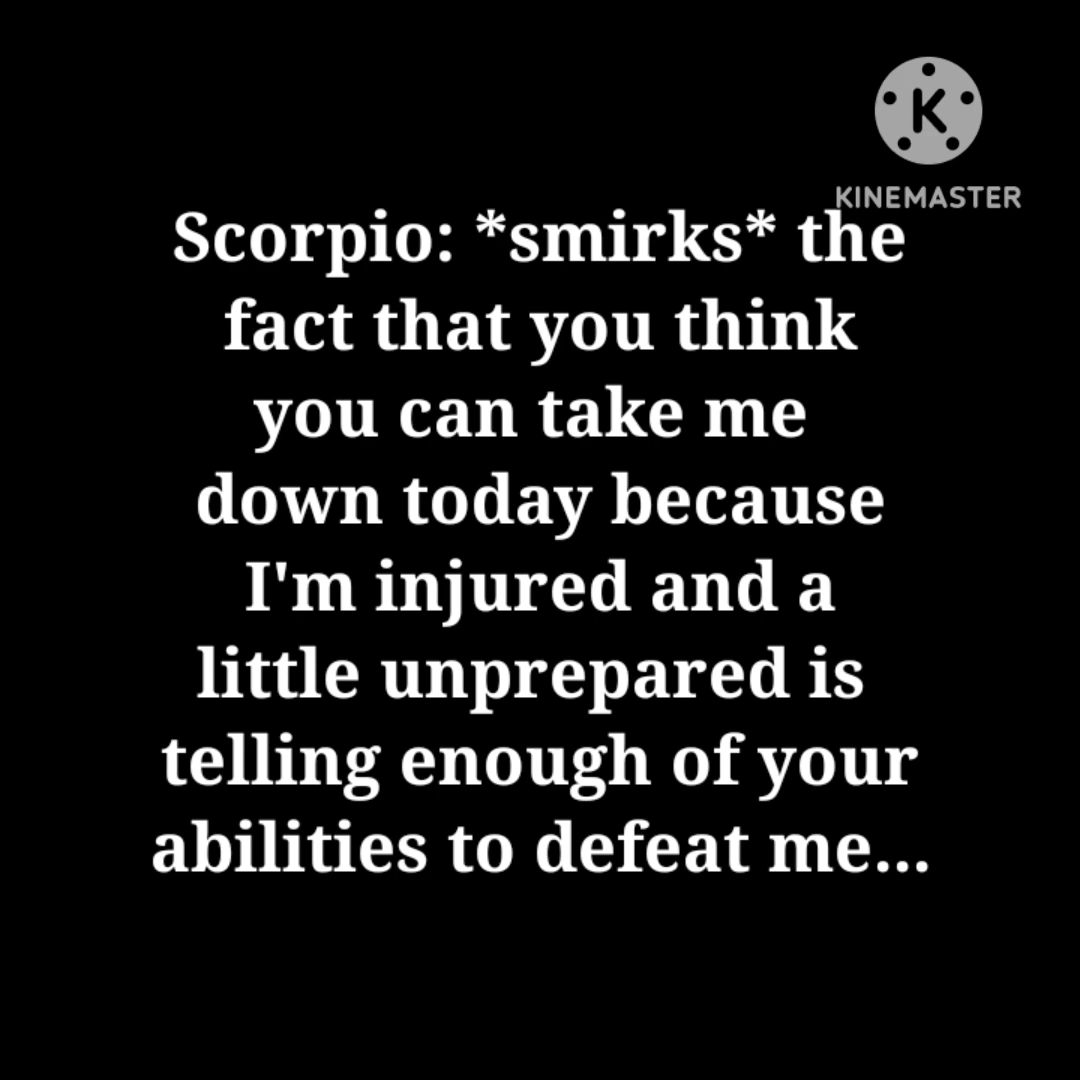 K
KINEMASTER
Scorpio: *smirks* the
fact that you think
you can take me
down today because
I'm injured and a
little unprepared is
telling enough of your
abilities to defeat me...